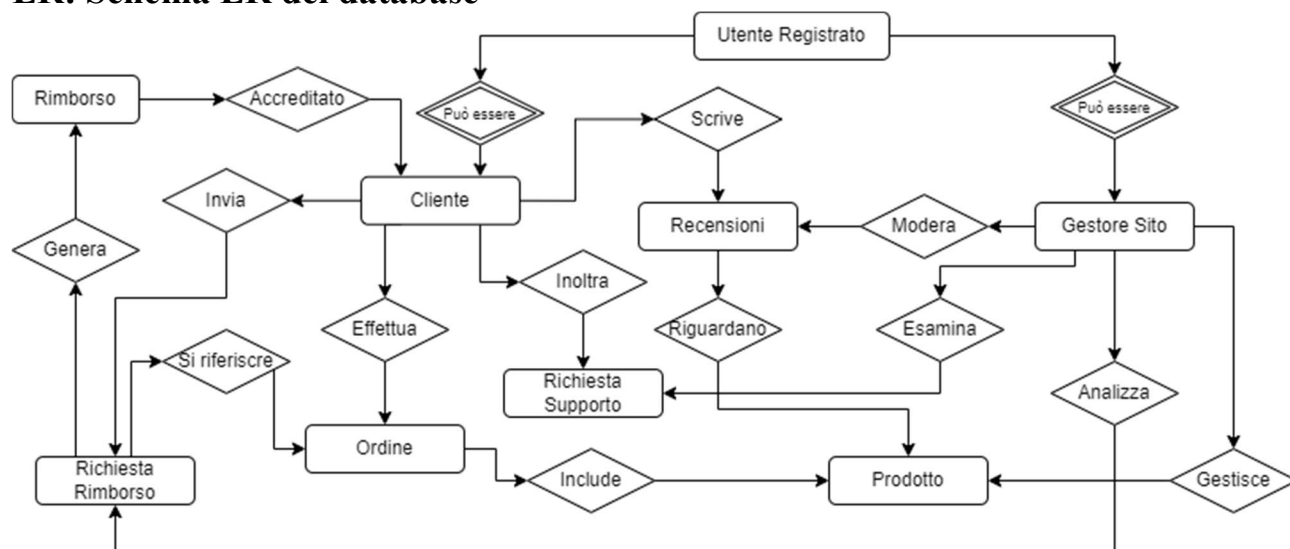 ER: Schema ER del database
Utente Registrato
Rimborso
Accreditato
Può essere
Scrive
Può essere
Invia
Cliente
Recensioni
Modera
Gestore Sito
Genera
Inoltra
Effettua
Riguardano
Esamina
Si riferiscre
Richiesta
Supporto
Analizza
Ordine
Richiesta
Rimborso
Include
Prodotto
Gestisce